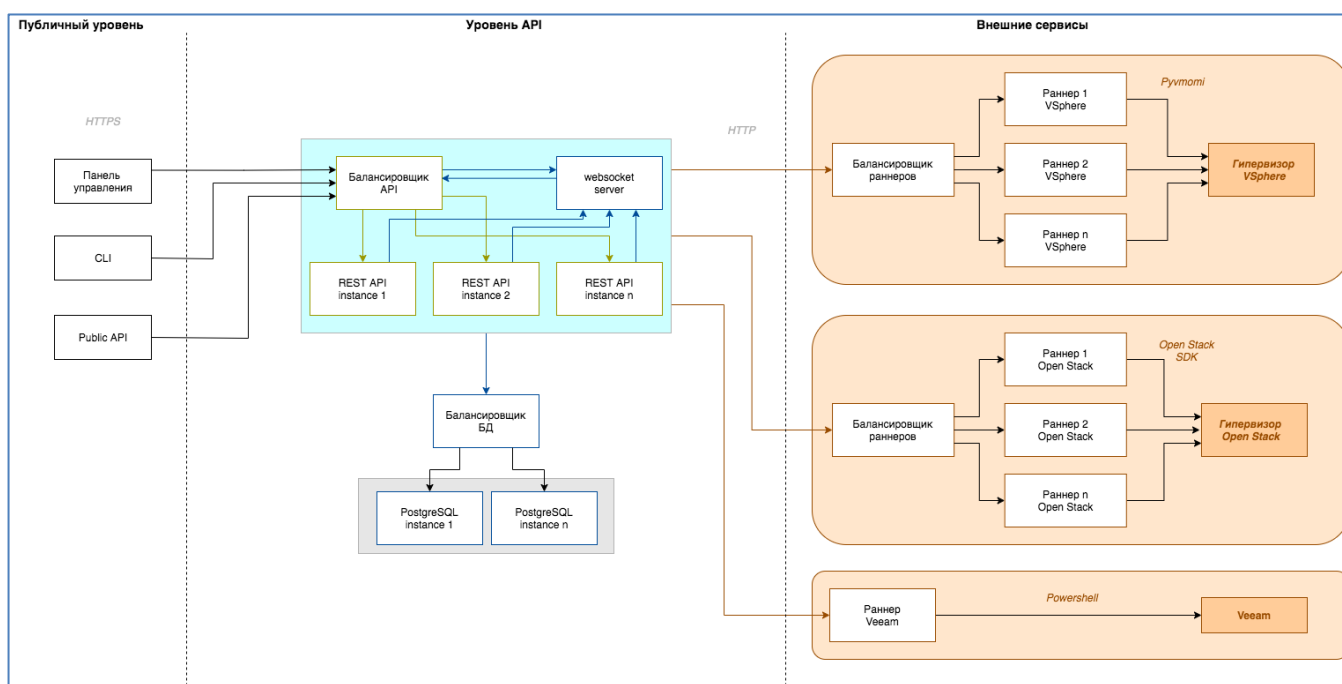 Публичный уровень
Уровень API
Внешние сервисы
HTTPS
HTTP
Панель
управления
CLI
Public API
Балансировщик
API
websocket
server
REST API
instance 1
REST API
instance 2
REST API
instance n
Балансировщик
БД
PostgreSQL
instance 1
PostgreSQL
instance n
Pyvmomi
Балансировщик
раннеров
Раннер 1
VSphere
Раннер 2
VSphere
Раннер n
VSphere
Гипервизор
VSphere
Open Stack
SDK
Балансировщик
раннеров
Раннер 1
Open Stack
Раннер 2
Open Stack
Раннер n
Open Stack
Гипервизор
Open Stack
Раннер
Veeam
Powershell
Veeam